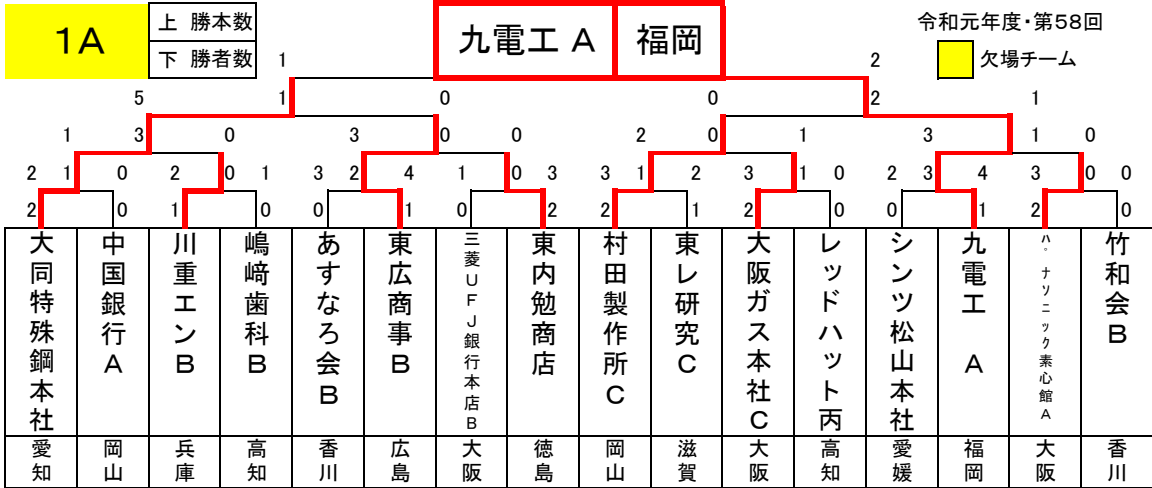 1A
上 勝本数
下 勝者数
九電工 A 福岡
令和元年度・第58回
欠場チーム
1 2
5 1 0 0 2 1
1 3 0 3 0 0 2 0 1 3 1 0
2 1 0 2 0 1 3 2 4 1 0 3 3 1 2 3 1 0 2 3 4 3 0 0
2 0 1 0 0 1 0 2 2 1 2 0 0 1 2 0
大同特殊鋼本社
中国銀行A
川重エンB
嶋﨑歯科B
あすなろ会B
東広商事B
三菱UFJ銀行本店B
東内勉商店
村田製作所C
東レ研究C
大阪ガス本社C
レッドハット丙
シンツ松山本社
九電工 A
パナソニック素心館A
竹和会B
愛知 岡山 兵庫 高知 香川 広島 大阪 徳島 岡山 滋賀 大阪 高知 愛媛 福岡 大阪 香川